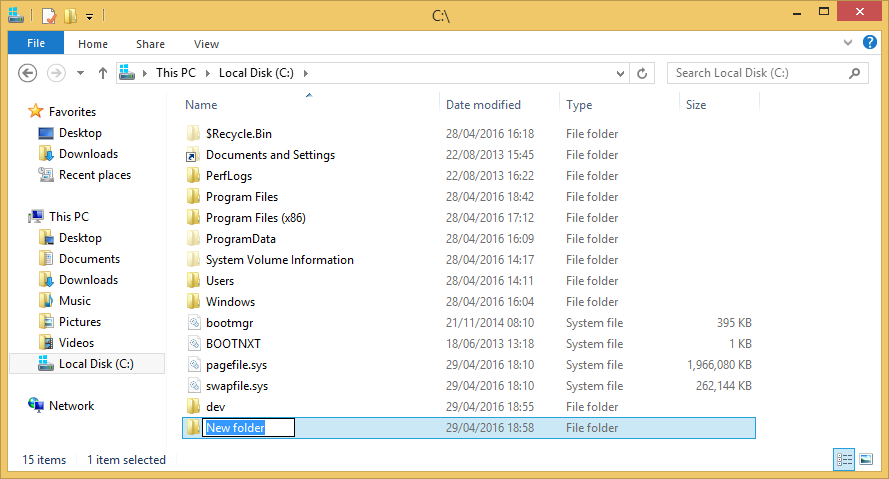 C:\
File Home Share View
This PC Local Disk (C:) Search Local Disk (C:)
Favorites
Desktop
Downloads
Recent places
This PC
Desktop
Documents
Downloads
Music
Pictures
Videos
Local Disk (C:)
Network
Name Date modified Type Size
$Recycle.Bin 28/04/2016 16:18 File folder
Documents and Settings 22/08/2013 15:45 File folder
PerfLogs 22/08/2013 16:22 File folder
Program Files 28/04/2016 18:42 File folder
Program Files (x86) 28/04/2016 17:12 File folder
ProgramData 28/04/2016 16:09 File folder
System Volume Information 28/04/2016 14:17 File folder
Users 28/04/2016 14:11 File folder
Windows 28/04/2016 16:04 File folder
bootmgr 21/11/2014 08:10 System file 395 KB
BOOTNXT 18/06/2013 13:18 System file 1 KB
pagefile.sys 29/04/2016 18:10 System file 1,966,080 KB
swapfile.sys 29/04/2016 18:10 System file 262,144 KB
dev 29/04/2016 18:55 File folder
New folder 29/04/2016 18:58 File folder
15 items 1 item selected